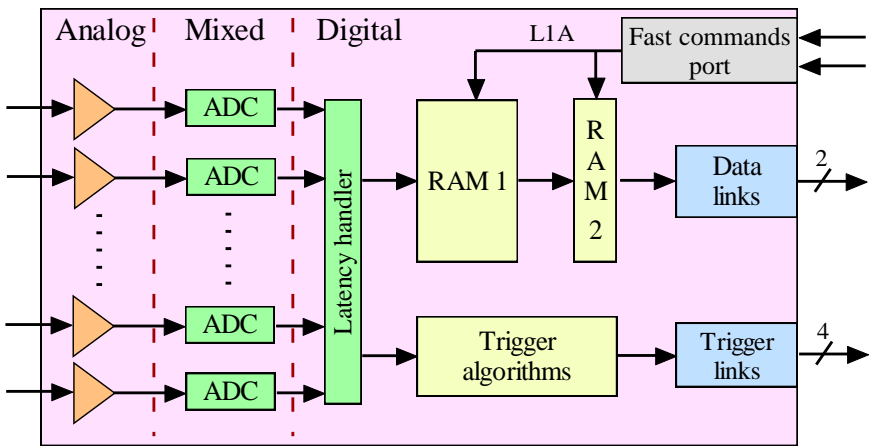 Analog
Mixed
Digital
L1A
Fast commands
port
ADC
ADC
ADC
ADC
Latency handler
RAM 1
R
A
M
2
Data
links
2
Trigger
algorithms
Trigger
links
4